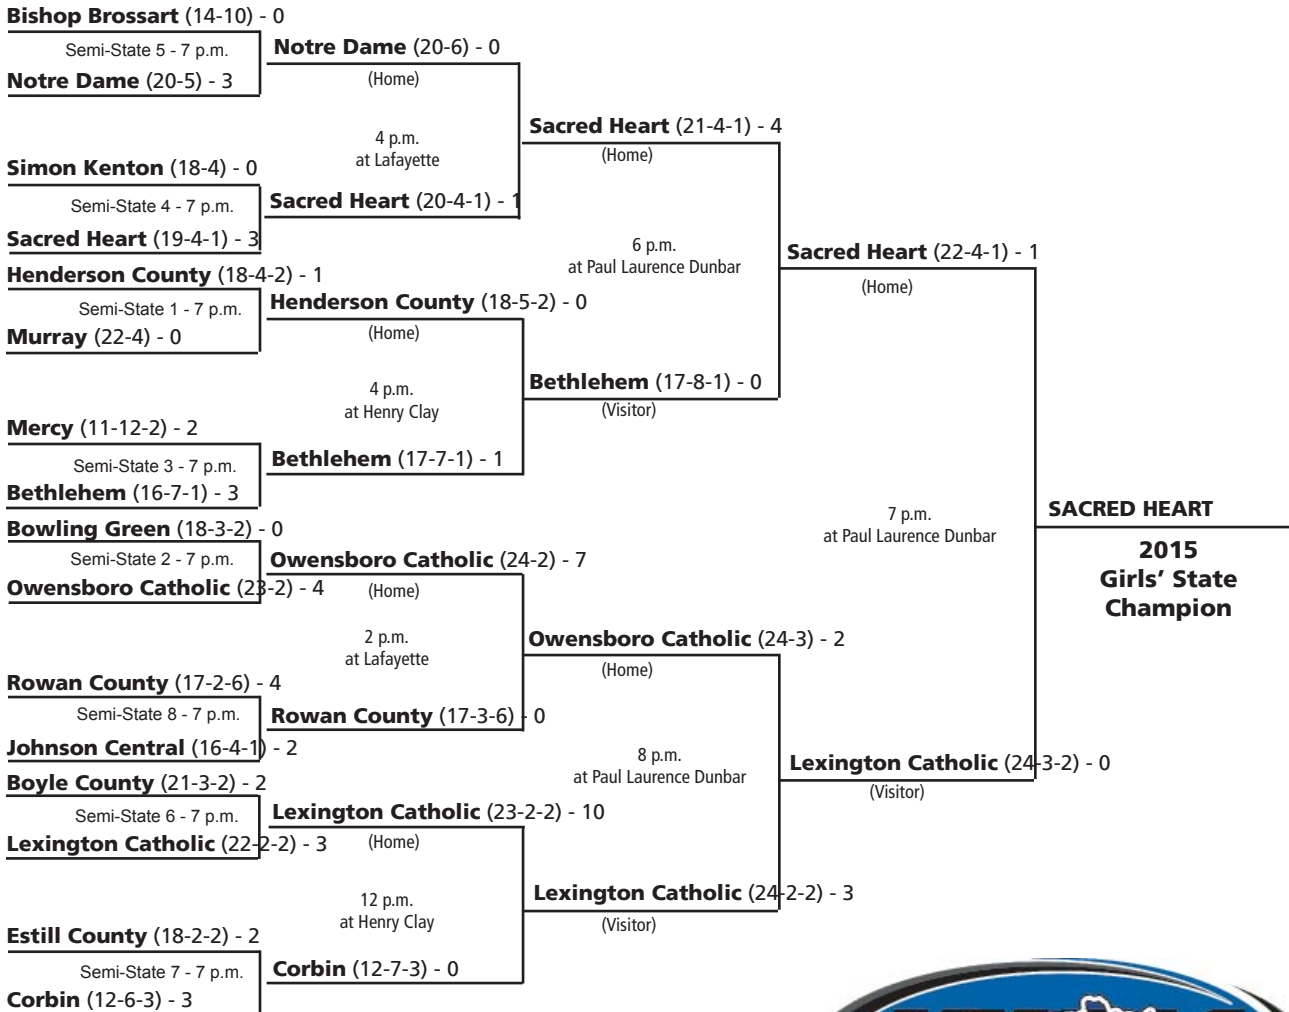 Bishop Brossart (14-10) - 0
Semi-State 5 - 7 p.m.
Notre Dame (20-5) - 3
Simon Kenton (18-4) - 0
Semi-State 4 - 7 p.m.
Sacred Heart (19-4-1) - 3
Henderson County (18-4-2) - 1
Semi-State 1 - 7 p.m.
Murray (22-4) - 0
Mercy (11-12-2) - 2
Semi-State 3 - 7 p.m.
Bethlehem (16-7-1) - 3
Bowling Green (18-3-2) - 0
Semi-State 2 - 7 p.m.
Owensboro Catholic (23-2) - 4
Rowan County (17-2-6) - 4
Semi-State 8 - 7 p.m.
Johnson Central (16-4-1) - 2
Boyle County (21-3-2) - 2
Semi-State 6 - 7 p.m.
Lexington Catholic (22-2-2) - 3
Estill County (18-2-2) - 2
Semi-State 7 - 7 p.m.
Corbin (12-6-3) - 3
Notre Dame (20-6) - 0
(Home)
4 p.m.
at Lafayette
Sacred Heart (20-4-1) - 1
Henderson County (18-5-2) - 0
(Home)
4 p.m.
at Henry Clay
Bethlehem (17-7-1) - 1
Owensboro Catholic (24-2) - 7
(Home)
2 p.m.
at Lafayette
Rowan County (17-3-6) - 0
Lexington Catholic (23-2-2) - 10
(Home)
12 p.m.
at Henry Clay
Corbin (12-7-3) - 0
Sacred Heart (21-4-1) - 4
(Home)
6 p.m.
at Paul Laurence Dunbar
Bethlehem (17-8-1) - 0
(Visitor)
Owensboro Catholic (24-3) - 2
(Home)
8 p.m.
at Paul Laurence Dunbar
Lexington Catholic (24-2-2) - 3
(Visitor)
Sacred Heart (22-4-1) - 1
(Home)
7 p.m.
at Paul Laurence Dunbar
Lexington Catholic (24-3-2) - 0
(Visitor)
SACRED HEART
2015
Girls' State
Champion